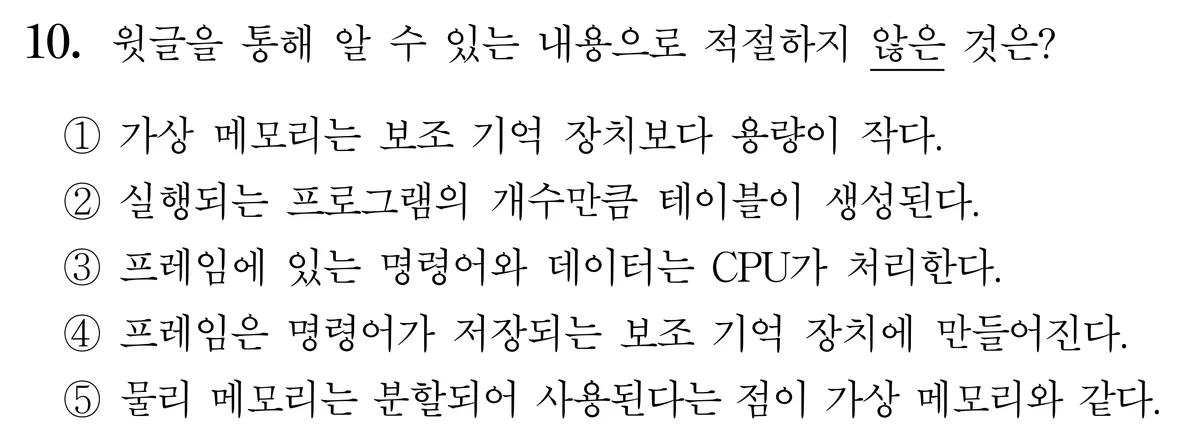 10. 윗글을 통해 알 수 있는 내용으로 적절하지 않은 것은?
① 가상 메모리는 보조 기억 장치보다 용량이 작다.
② 실행되는 프로그램의 개수만큼 테이블이 생성된다.
③ 프레임에 있는 명령어와 데이터는 CPU가 처리한다.
④ 프레임은 명령어가 저장되는 보조 기억 장치에 만들어진다.
⑤ 물리 메모리는 분할되어 사용된다는 점이 가상 메모리와 같다.